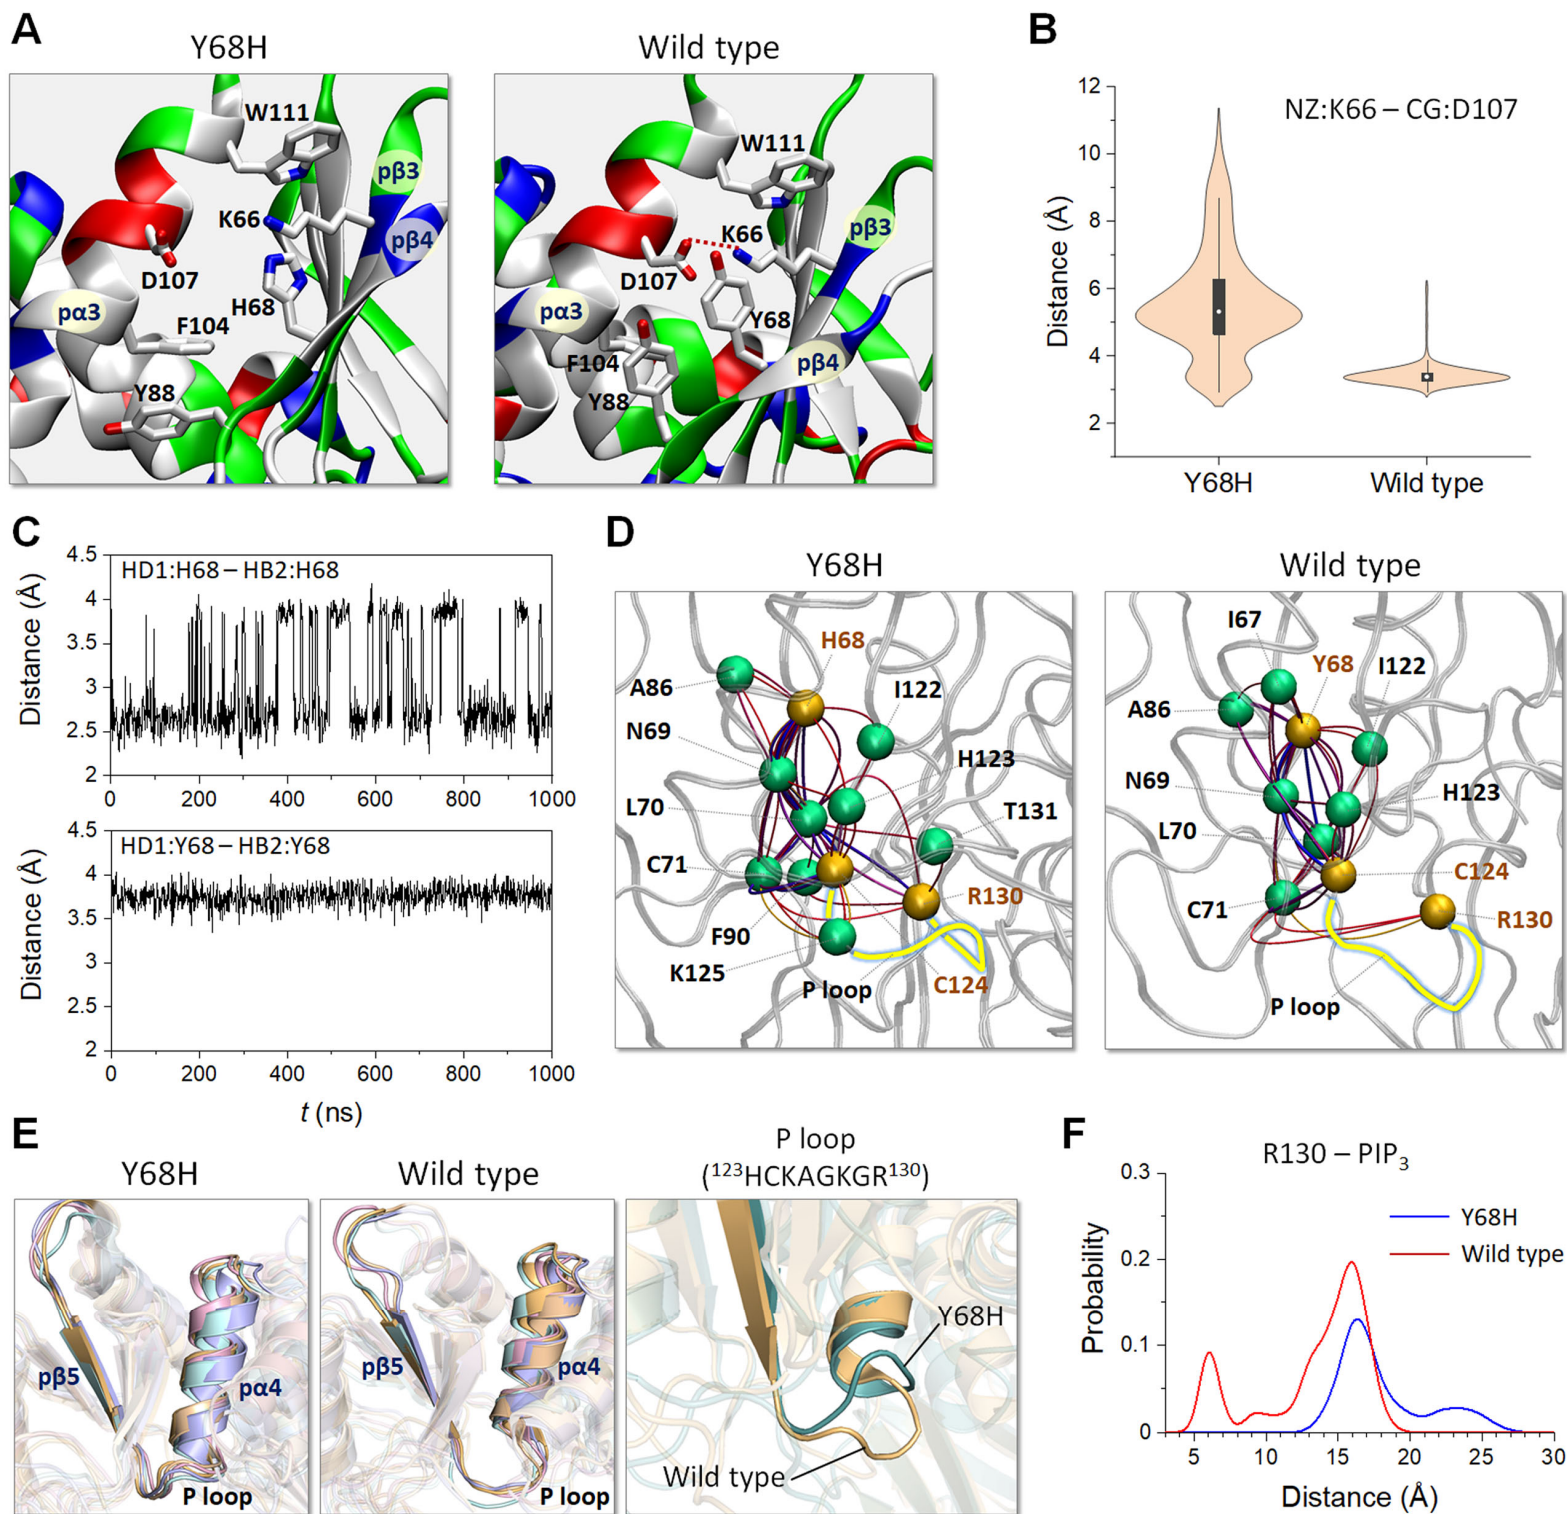 A
Y68H
Wild type
W111
pβ3
K66
pβ4
D107
H68
pα3
F104
Y88
W111
K66
pβ3
D107
pα3
Y68
F104
pβ4
Y88
B
NZ:K66 – CG:D107
Distance (Å)
12
10
8
6
4
2
Y68H
Wild type
C
HD1:H68 – HB2:H68
Distance (Å)
4.5
4
3.5
3
2.5
2
0
200
400
600
800
1000
HD1:Y68 – HB2:Y68
Distance (Å)
4.5
4
3.5
3
2.5
2
0
200
400
600
800
1000
t (ns)
D
Y68H
H68
A86
I122
N69
H123
L70
T131
C71
R130
F90
K125
P loop
C124
Wild type
I67
Y68
I122
A86
N69
H123
L70
C124
C71
R130
P loop
E
Y68H
pβ5
pα4
P loop
Wild type
pβ5
pα4
P loop
P loop
(¹²³HCKAGKGR¹³⁰)
Y68H
Wild type
F
R130 – PIP₃
Y68H
Wild type
Probability
0.3
0.2
0.1
0
5
10
15
20
25
30
Distance (Å)